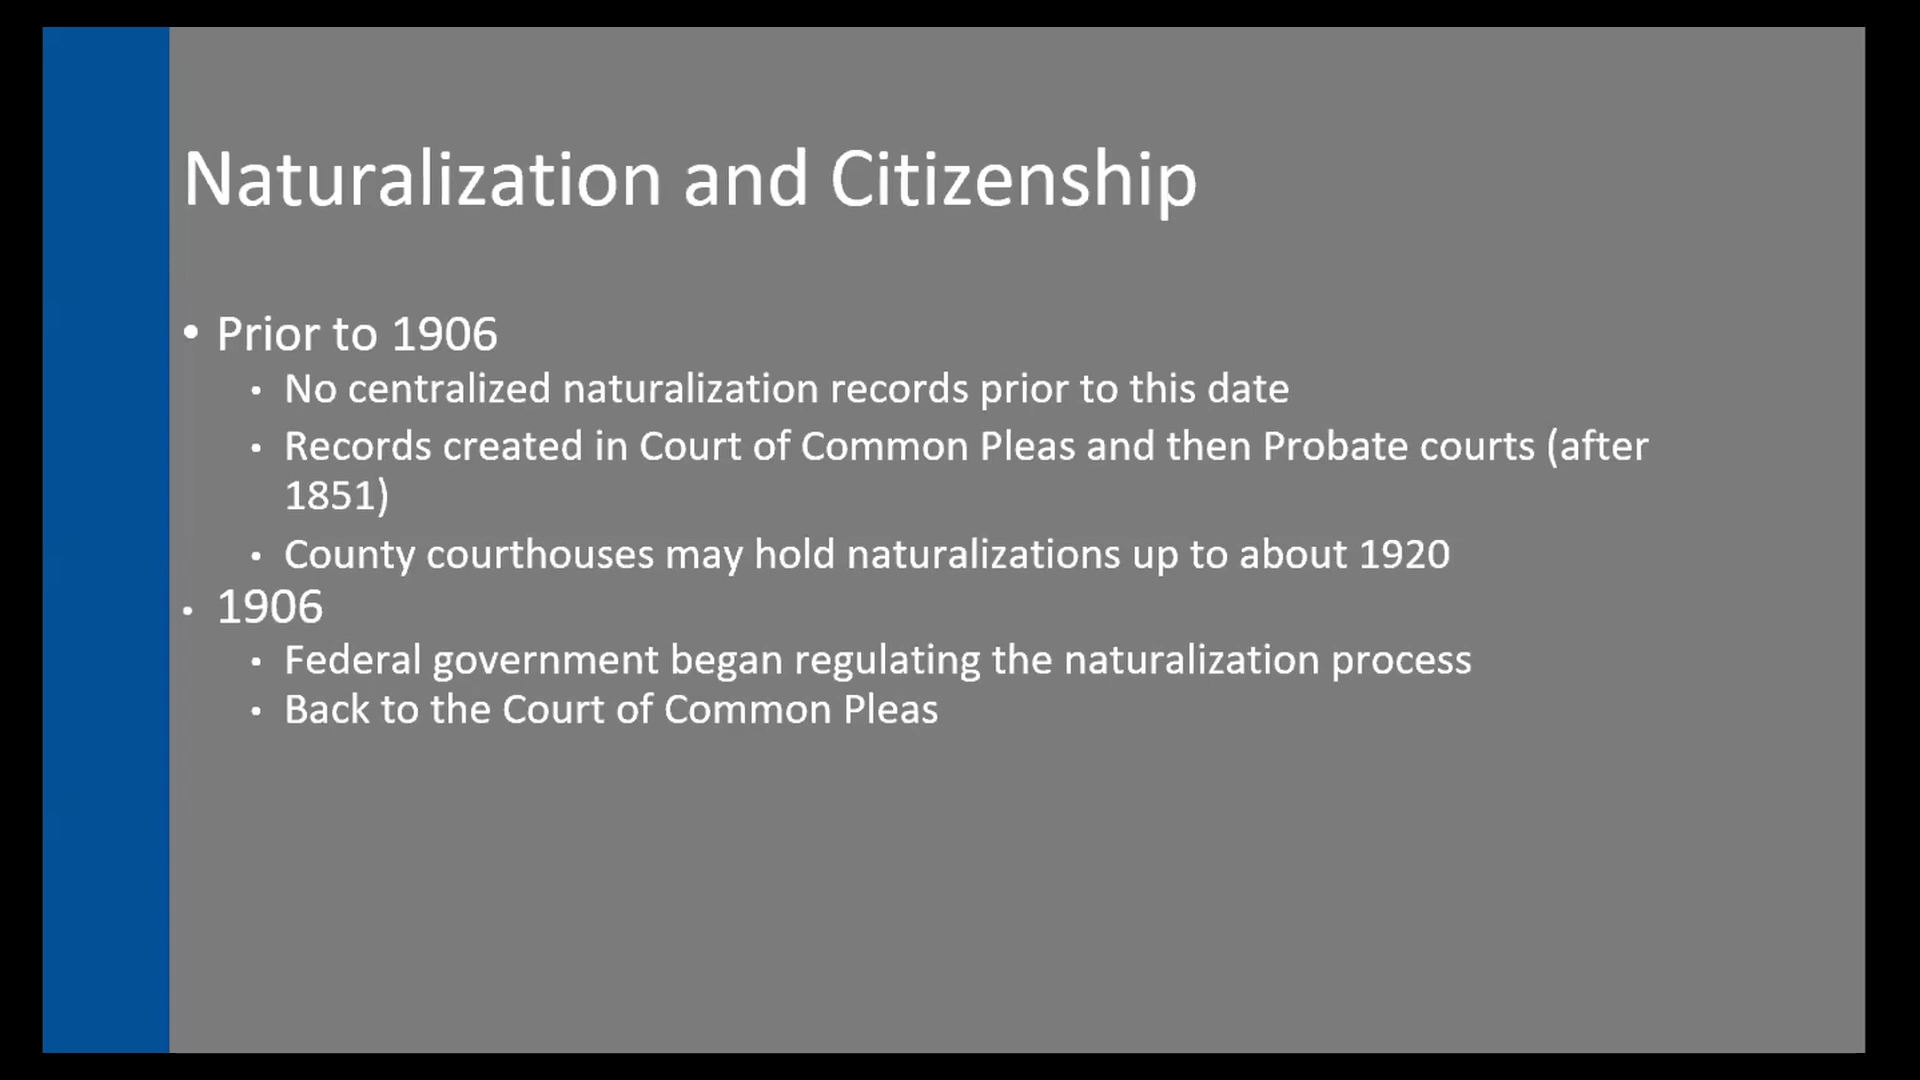 Naturalization and Citizenship
• Prior to 1906
• No centralized naturalization records prior to this date
• Records created in Court of Common Pleas and then Probate courts (after
1851)
• County courthouses may hold naturalizations up to about 1920
• 1906
• Federal government began regulating the naturalization process
• Back to the Court of Common Pleas